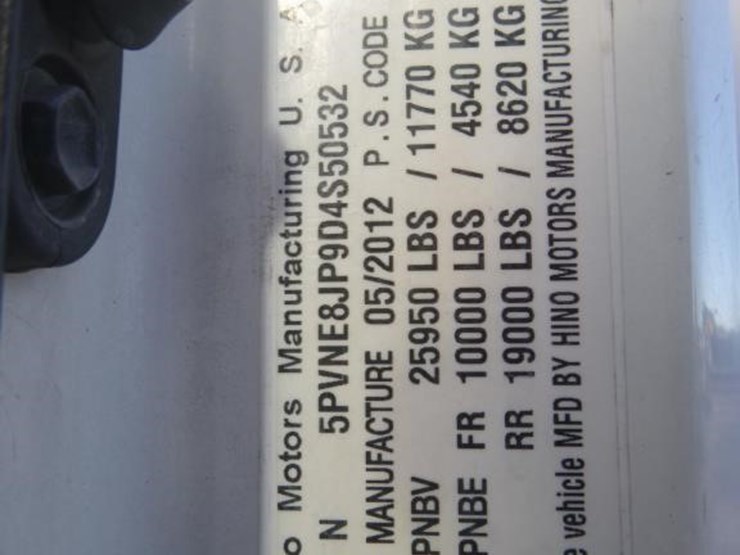 o Motors Manufacturing U. S. A
N 5PVNE8JP9D4S50532
MANUFACTURE 05/2012 P.S.CODE
PNBV 25950 LBS / 11770 KG
PNBE FR 10000 LBS / 4540 KG
RR 19000 LBS / 8620 KG
e vehicle MFD BY HINO MOTORS MANUFACTURING